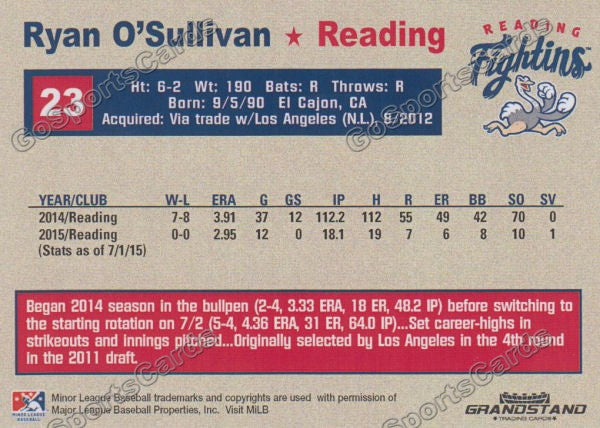 Ryan O'Sullivan ★ Reading
READING
Fightins
23
Ht: 6-2 Wt: 190 Bats: R Throws: R
Born: 9/5/90 El Cajon, CA
Acquired: Via trade w/Los Angeles (N.L.), 9/2012
YEAR/CLUB W-L ERA G GS IP H R ER BB SO SV
2014/Reading 7-8 3.91 37 12 112.2 112 55 49 42 70 0
2015/Reading 0-0 2.95 12 0 18.1 19 7 6 8 10 1
(Stats as of 7/1/15)
Began 2014 season in the bullpen (2-4, 3.33 ERA, 18 ER, 48.2 IP) before switching to
the starting rotation on 7/2 (5-4, 4.36 ERA, 31 ER, 64.0 IP)...Set career-highs in
strikeouts and innings pitched...Originally selected by Los Angeles in the 4th round
in the 2011 draft.
MINOR LEAGUE
BASEBALL
Minor League Baseball trademarks and copyrights are used with permission of
Major League Baseball Properties, Inc. Visit MiLB
GRANDSTAND
TRADING CARDS
GoSportsCards